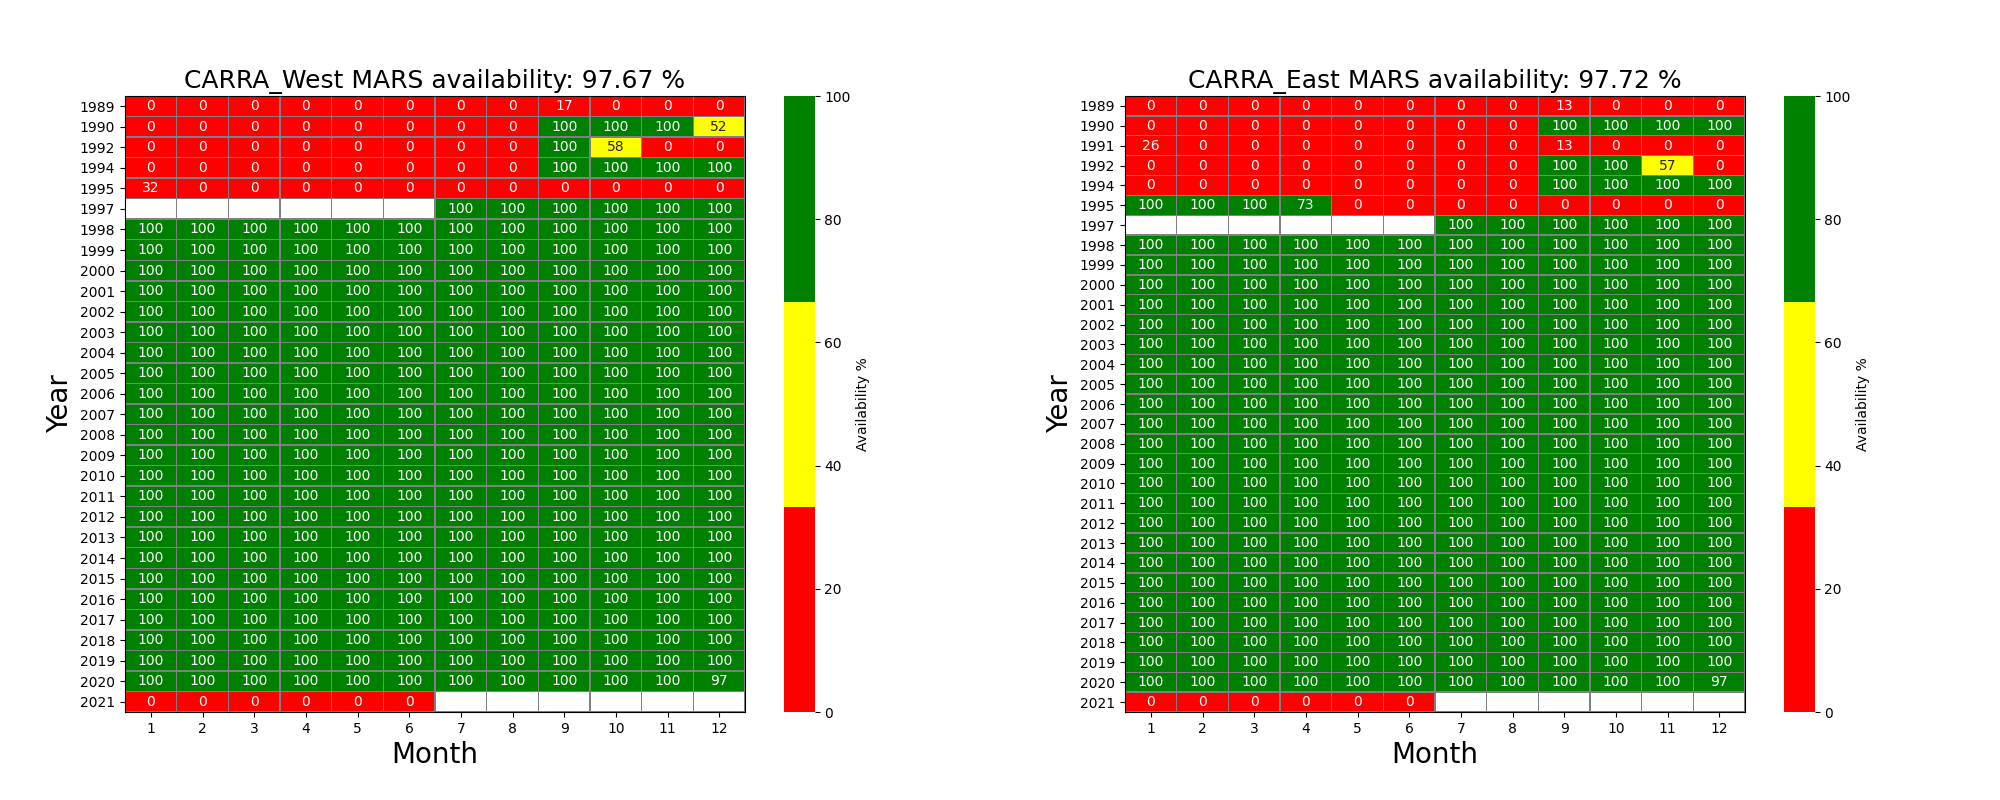 CARRA_West MARS availability: 97.67 %
1989 0 0 0 0 0 0 0 0 17 0 0 0
1990 0 0 0 0 0 0 0 0 100 100 100 52
1992 0 0 0 0 0 0 0 0 100 58 0 0
1994 0 0 0 0 0 0 0 0 100 100 100 100
1995 32 0 0 0 0 0 0 0 0 0 0 0
1997 100 100 100 100 100 100
1998 100 100 100 100 100 100 100 100 100 100 100 100
1999 100 100 100 100 100 100 100 100 100 100 100 100
2000 100 100 100 100 100 100 100 100 100 100 100 100
2001 100 100 100 100 100 100 100 100 100 100 100 100
2002 100 100 100 100 100 100 100 100 100 100 100 100
2003 100 100 100 100 100 100 100 100 100 100 100 100
2004 100 100 100 100 100 100 100 100 100 100 100 100
2005 100 100 100 100 100 100 100 100 100 100 100 100
2006 100 100 100 100 100 100 100 100 100 100 100 100
2007 100 100 100 100 100 100 100 100 100 100 100 100
2008 100 100 100 100 100 100 100 100 100 100 100 100
2009 100 100 100 100 100 100 100 100 100 100 100 100
2010 100 100 100 100 100 100 100 100 100 100 100 100
2011 100 100 100 100 100 100 100 100 100 100 100 100
2012 100 100 100 100 100 100 100 100 100 100 100 100
2013 100 100 100 100 100 100 100 100 100 100 100 100
2014 100 100 100 100 100 100 100 100 100 100 100 100
2015 100 100 100 100 100 100 100 100 100 100 100 100
2016 100 100 100 100 100 100 100 100 100 100 100 100
2017 100 100 100 100 100 100 100 100 100 100 100 100
2018 100 100 100 100 100 100 100 100 100 100 100 100
2019 100 100 100 100 100 100 100 100 100 100 100 100
2020 100 100 100 100 100 100 100 100 100 100 100 97
2021 0 0 0 0 0 0
1 2 3 4 5 6 7 8 9 10 11 12
Month
Year
100
80
60
40
20
0
Availability %
CARRA_East MARS availability: 97.72 %
1989 0 0 0 0 0 0 0 0 13 0 0 0
1990 0 0 0 0 0 0 0 0 100 100 100 100
1991 26 0 0 0 0 0 0 0 13 0 0 0
1992 0 0 0 0 0 0 0 0 100 100 57 0
1994 0 0 0 0 0 0 0 0 100 100 100 100
1995 100 100 100 73 0 0 0 0 0 0 0 0
1997 100 100 100 100 100 100
1998 100 100 100 100 100 100 100 100 100 100 100 100
1999 100 100 100 100 100 100 100 100 100 100 100 100
2000 100 100 100 100 100 100 100 100 100 100 100 100
2001 100 100 100 100 100 100 100 100 100 100 100 100
2002 100 100 100 100 100 100 100 100 100 100 100 100
2003 100 100 100 100 100 100 100 100 100 100 100 100
2004 100 100 100 100 100 100 100 100 100 100 100 100
2005 100 100 100 100 100 100 100 100 100 100 100 100
2006 100 100 100 100 100 100 100 100 100 100 100 100
2007 100 100 100 100 100 100 100 100 100 100 100 100
2008 100 100 100 100 100 100 100 100 100 100 100 100
2009 100 100 100 100 100 100 100 100 100 100 100 100
2010 100 100 100 100 100 100 100 100 100 100 100 100
2011 100 100 100 100 100 100 100 100 100 100 100 100
2012 100 100 100 100 100 100 100 100 100 100 100 100
2013 100 100 100 100 100 100 100 100 100 100 100 100
2014 100 100 100 100 100 100 100 100 100 100 100 100
2015 100 100 100 100 100 100 100 100 100 100 100 100
2016 100 100 100 100 100 100 100 100 100 100 100 100
2017 100 100 100 100 100 100 100 100 100 100 100 100
2018 100 100 100 100 100 100 100 100 100 100 100 100
2019 100 100 100 100 100 100 100 100 100 100 100 100
2020 100 100 100 100 100 100 100 100 100 100 100 97
2021 0 0 0 0 0 0
1 2 3 4 5 6 7 8 9 10 11 12
Month
Year
100
80
60
40
20
0
Availability %